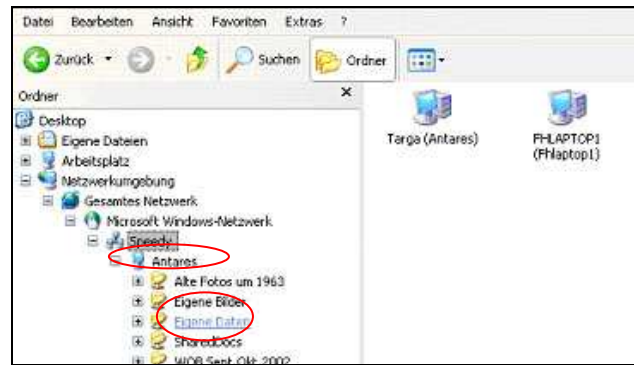 Datei Bearbeiten Ansicht Favoriten Extras ?
Zurück Suchen Ordner
Ordner
Desktop
Eigene Dateien
Arbeitsplatz
Netzwerkumgebung
Gesamtes Netzwerk
Microsoft Windows-Netzwerk
Speedy
Antares
Alte Fotos um 1963
Eigene Bilder
Eigene Daten
SharedDocs
WOB Sept Okt 2002
Targa (Antares)
FHLAPTOP1
(Fhlaptop1)